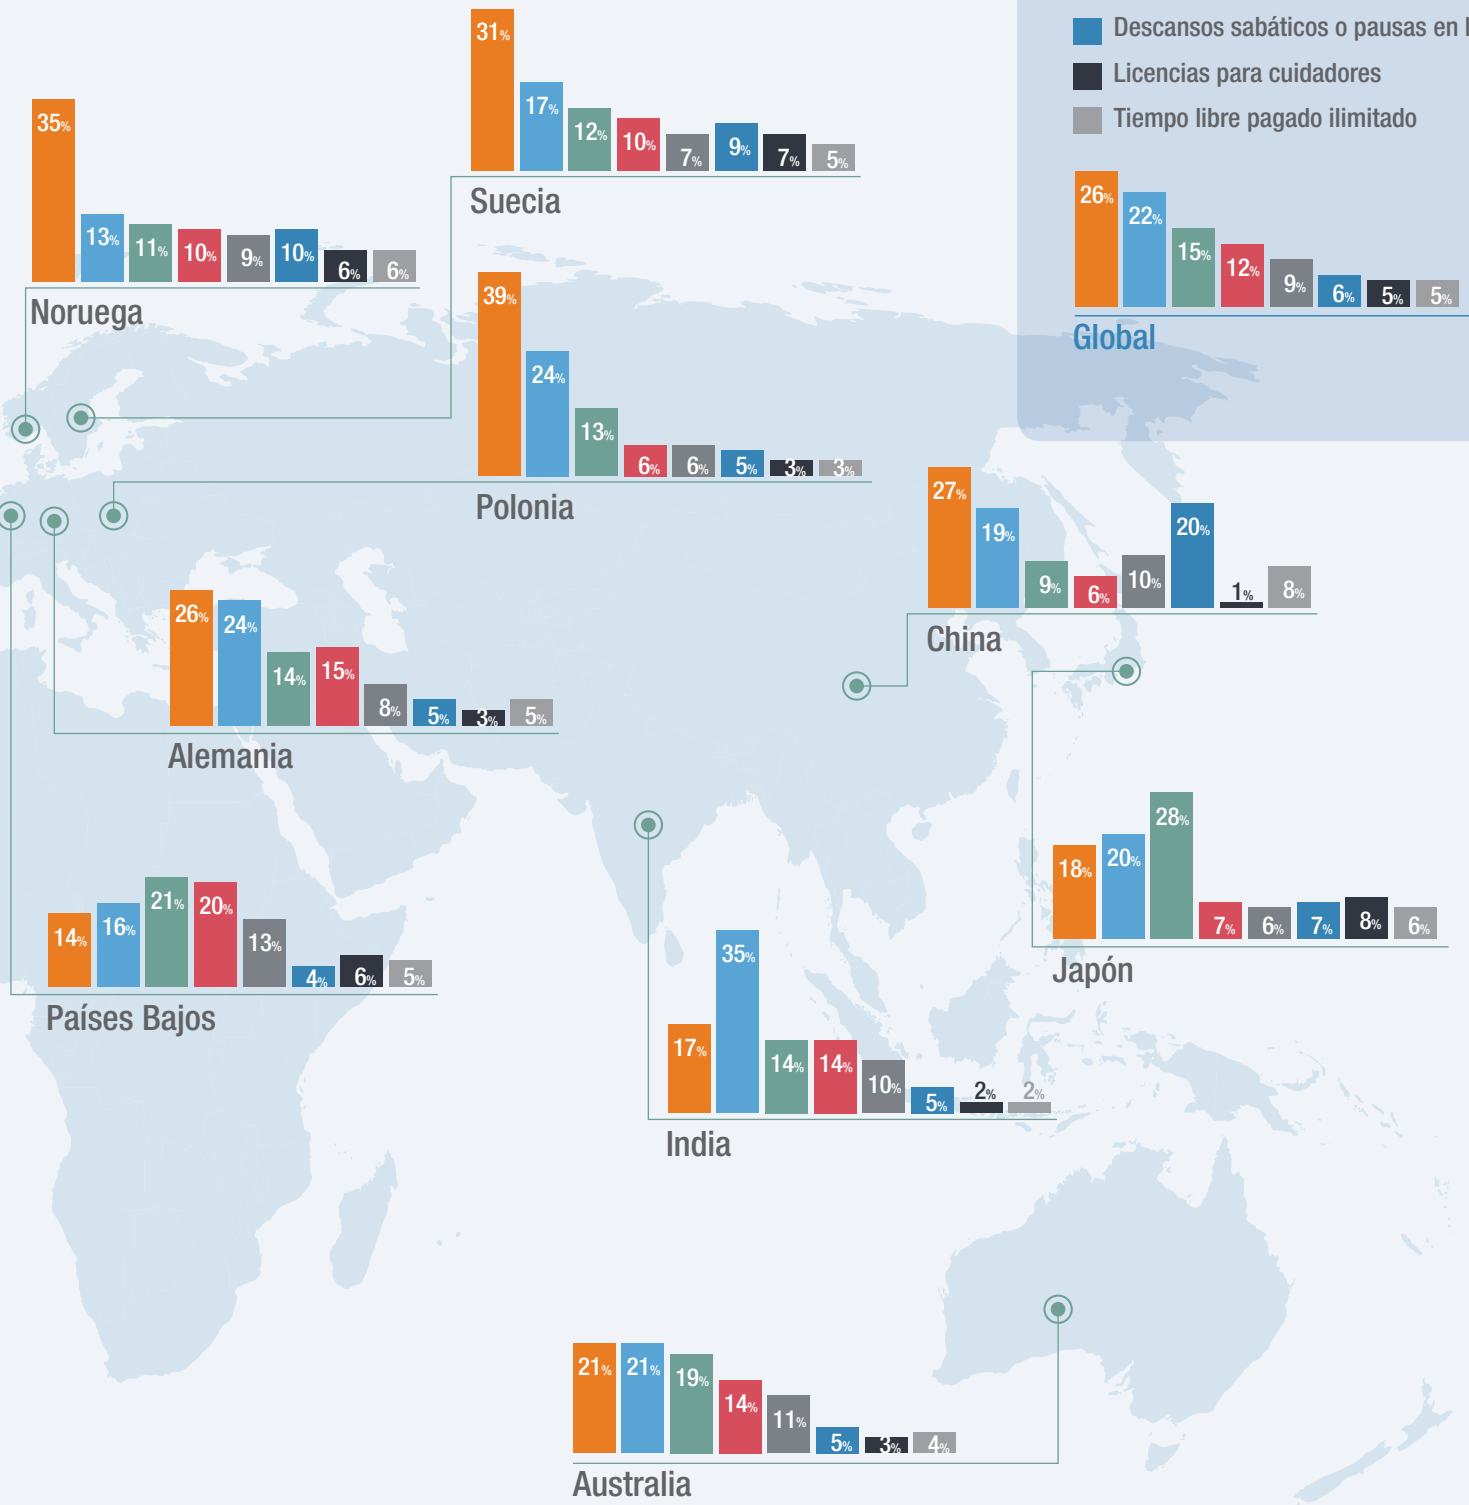 Descansos sabáticos o pausas en
Licencias para cuidadores
Tiempo libre pagado ilimitado
26% 22% 15% 12% 9% 6% 5% 5%
Global
31% 17% 12% 10% 7% 9% 7% 5%
Suecia
35% 13% 11% 10% 9% 10% 6% 6%
Noruega
39% 24% 13% 6% 6% 5% 3% 3%
Polonia
27% 19% 9% 6% 10% 20% 1% 8%
China
26% 24% 14% 15% 8% 5% 3% 5%
Alemania
18% 20% 28% 7% 6% 7% 8% 6%
Japón
14% 16% 21% 20% 13% 4% 6% 5%
Países Bajos
17% 35% 14% 14% 10% 5% 2% 2%
India
21% 21% 19% 14% 11% 5% 3% 4%
Australia